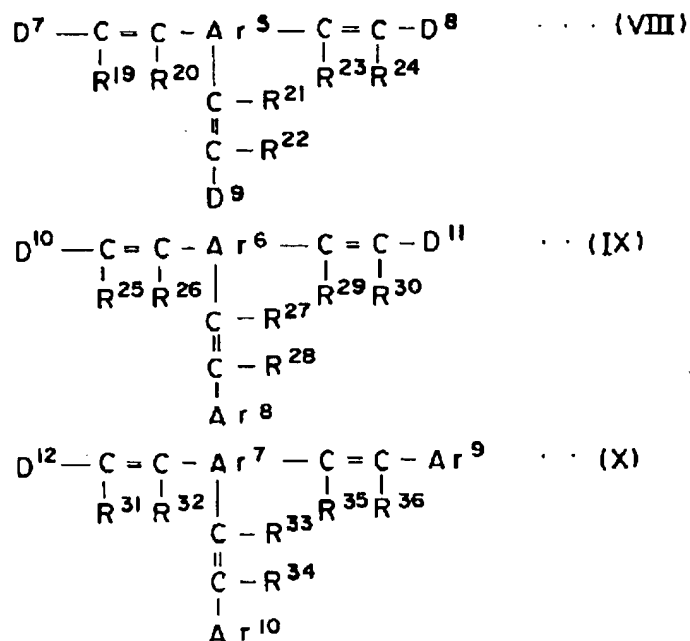 D⁷ — C = C — Ar⁵ — C = C — D⁸ ···· (VIII)
R¹⁹ R²⁰ R²³ R²⁴
C — R²¹
||
C — R²²
D⁹
D¹⁰ — C = C — Ar⁶ — C = C — D¹¹ ·· (IX)
R²⁵ R²⁶ R²⁹ R³⁰
C — R²⁷
||
C — R²⁸
Ar⁸
D¹² — C = C — Ar⁷ — C = C — Ar⁹ ·· (X)
R³¹ R³² R³⁵ R³⁶
C — R³³
||
C — R³⁴
Ar¹⁰